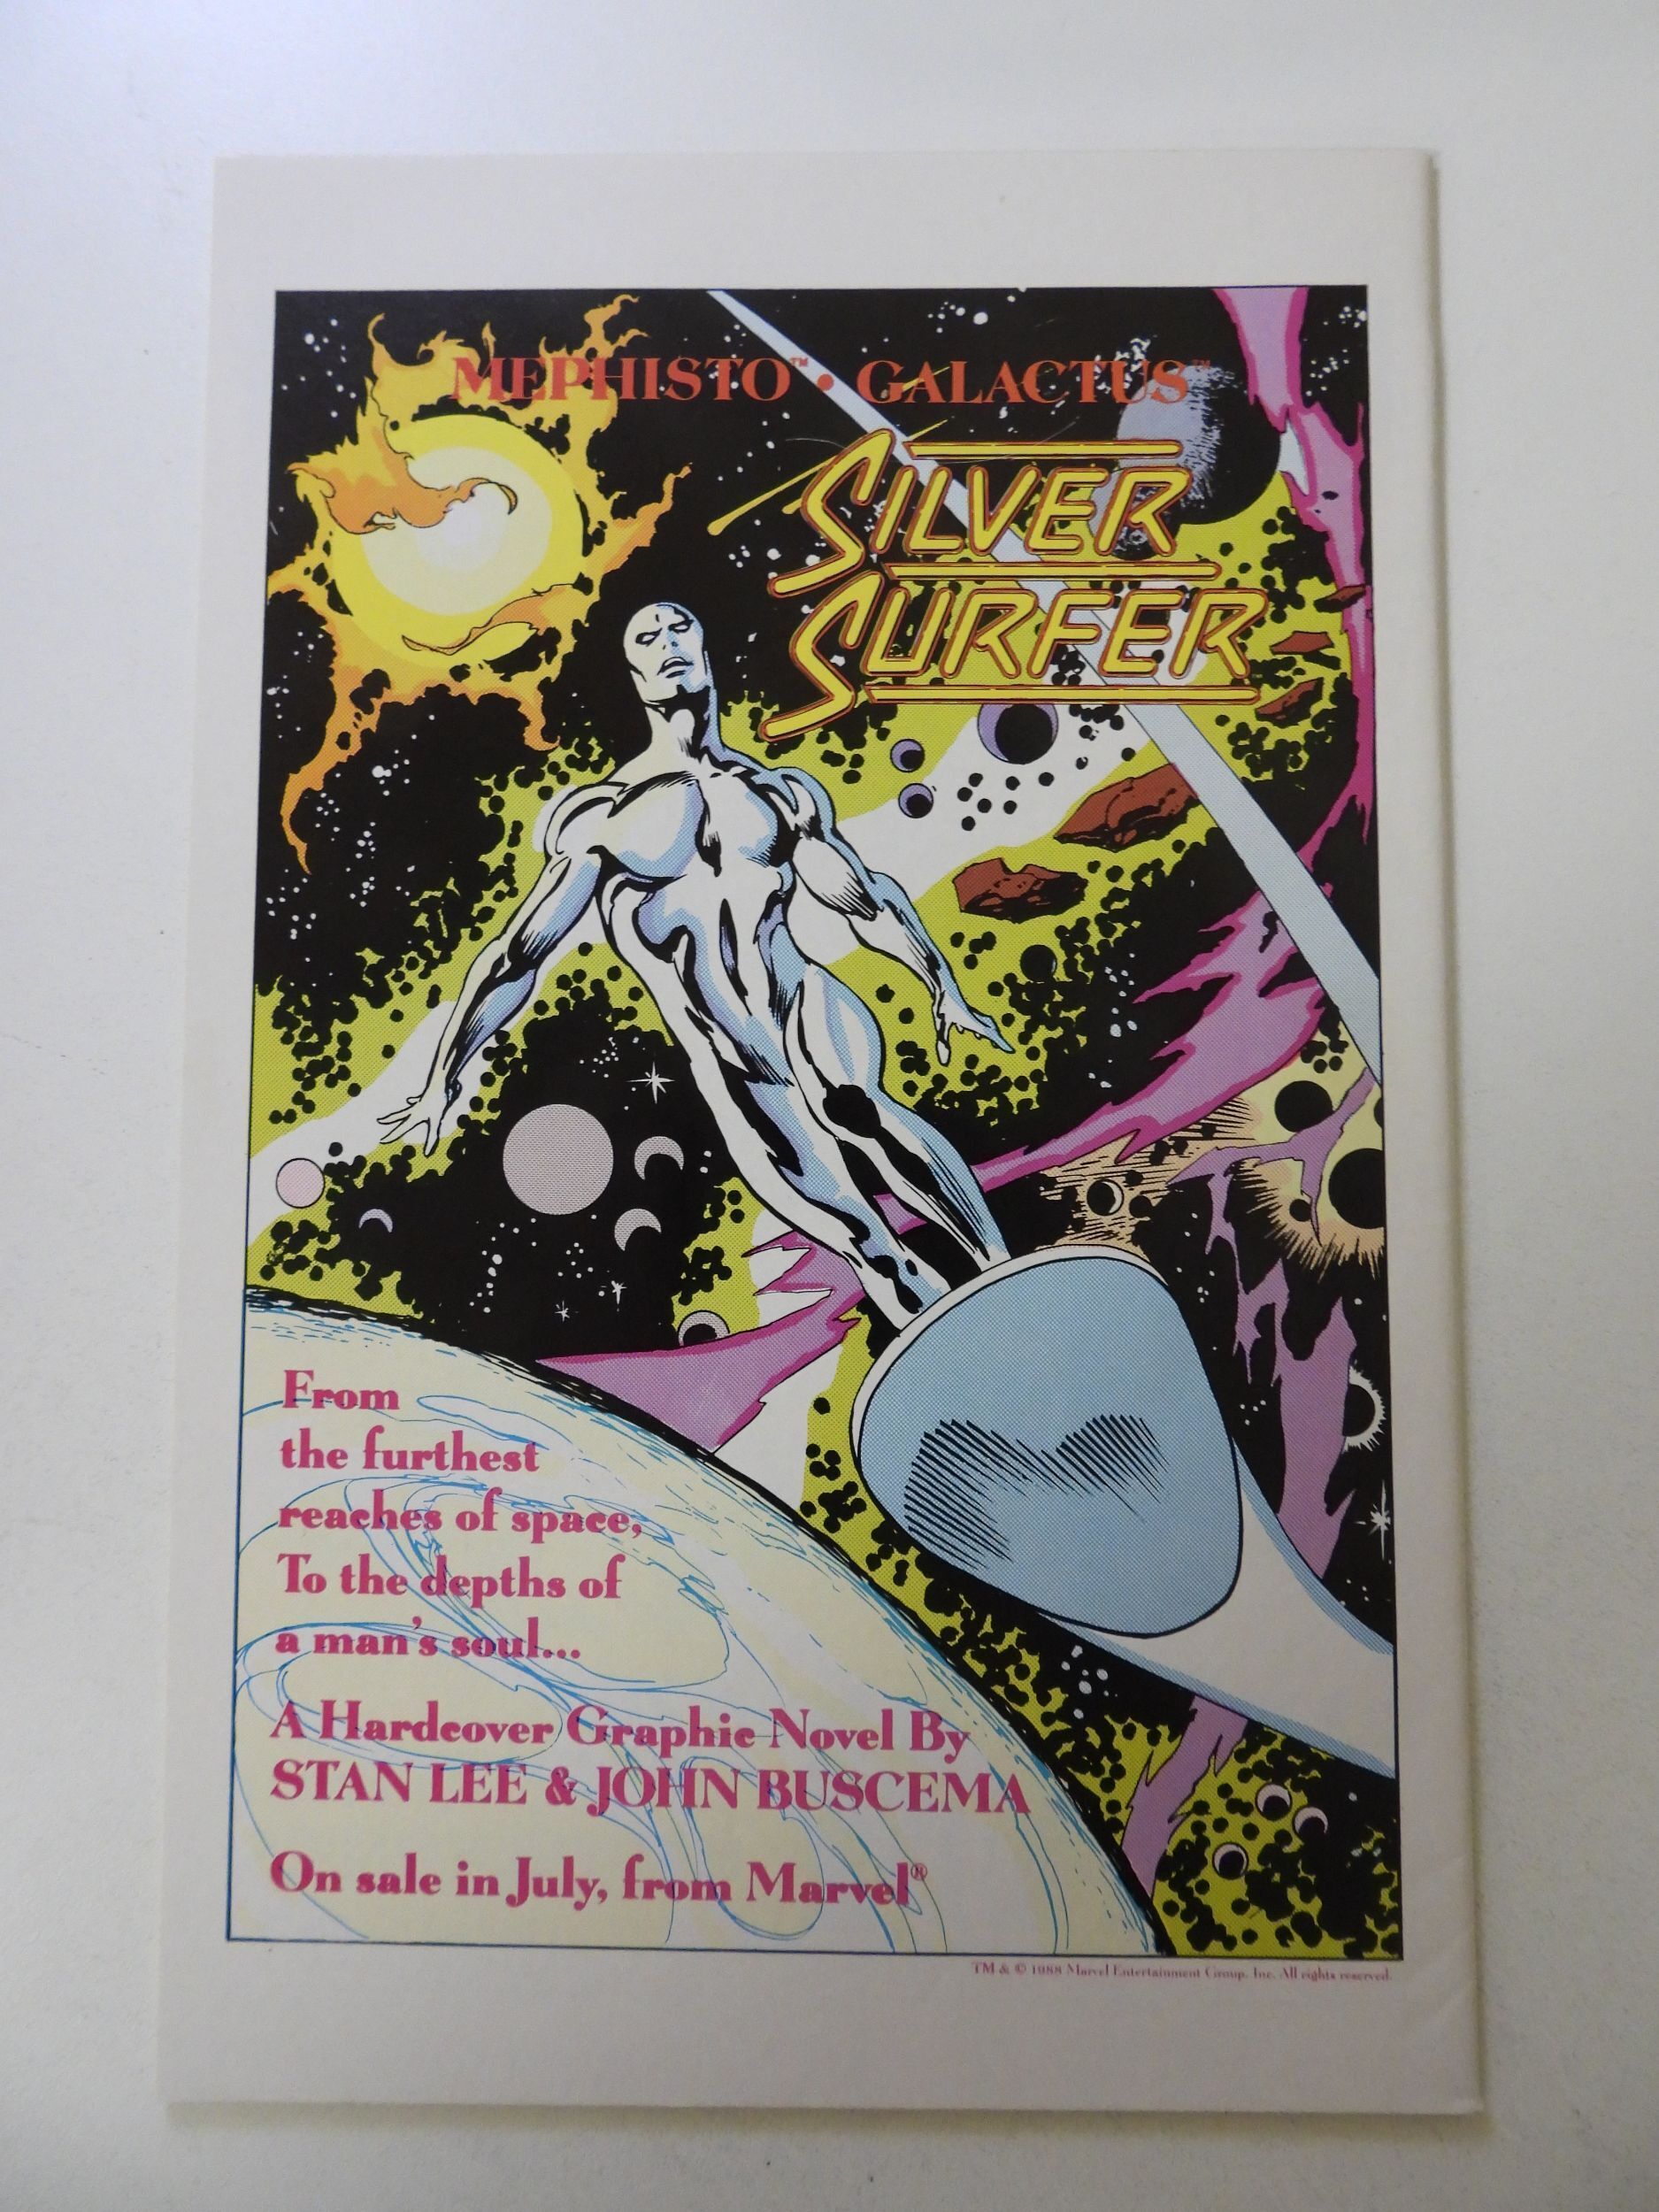 MEPHISTO™ • GALACTUS™
SILVER
SURFER
From
the furthest
reaches of space,
To the depths of
a man's soul...
A Hardcover Graphic Novel By
STAN LEE & JOHN BUSCEMA
On sale in July, from Marvel®
TM & © 1988 Marvel Entertainment Group, Inc. All rights reserved.